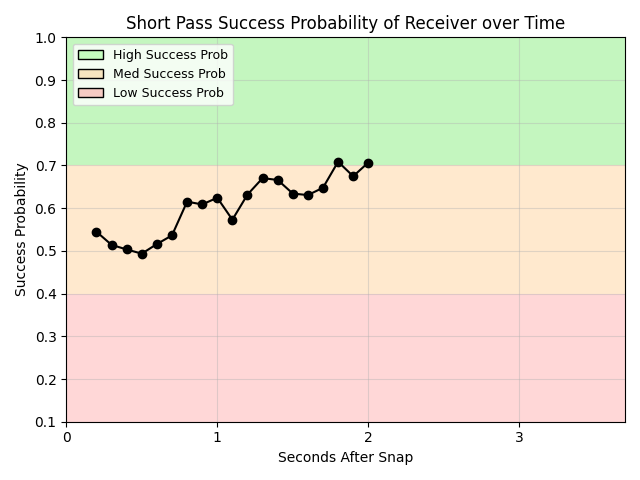 Short Pass Success Probability of Receiver over Time
High Success Prob
Med Success Prob
Low Success Prob
Success Probability
1.0
0.9
0.8
0.7
0.6
0.5
0.4
0.3
0.2
0.1
0 1 2 3
Seconds After Snap